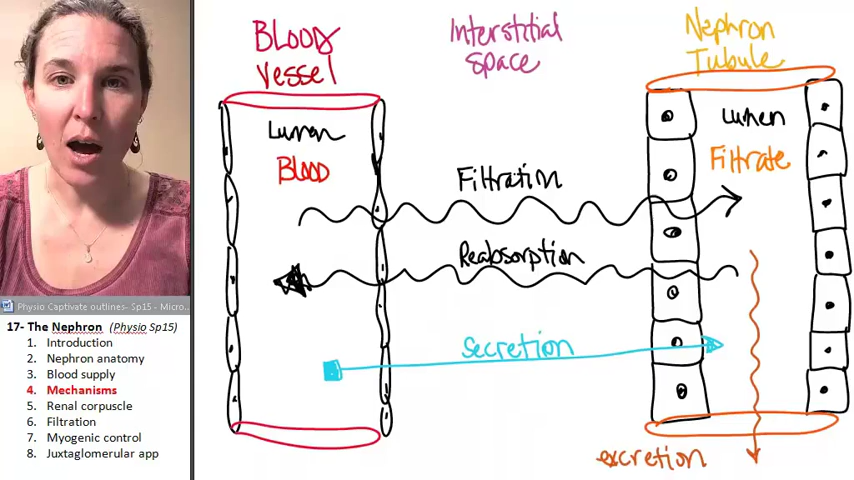 Blood
Vessel
Interstitial
space
Nephron
Tubule
Lumen
Blood
Lumen
Filtrate
Filtration
Reabsorption
Secretion
excretion
Physio Captivate outlines- Sp15 - Micro...
17- The Nephron (Physio Sp15)
1. Introduction
2. Nephron anatomy
3. Blood supply
4. Mechanisms
5. Renal corpuscle
6. Filtration
7. Myogenic control
8. Juxtaglomerular app